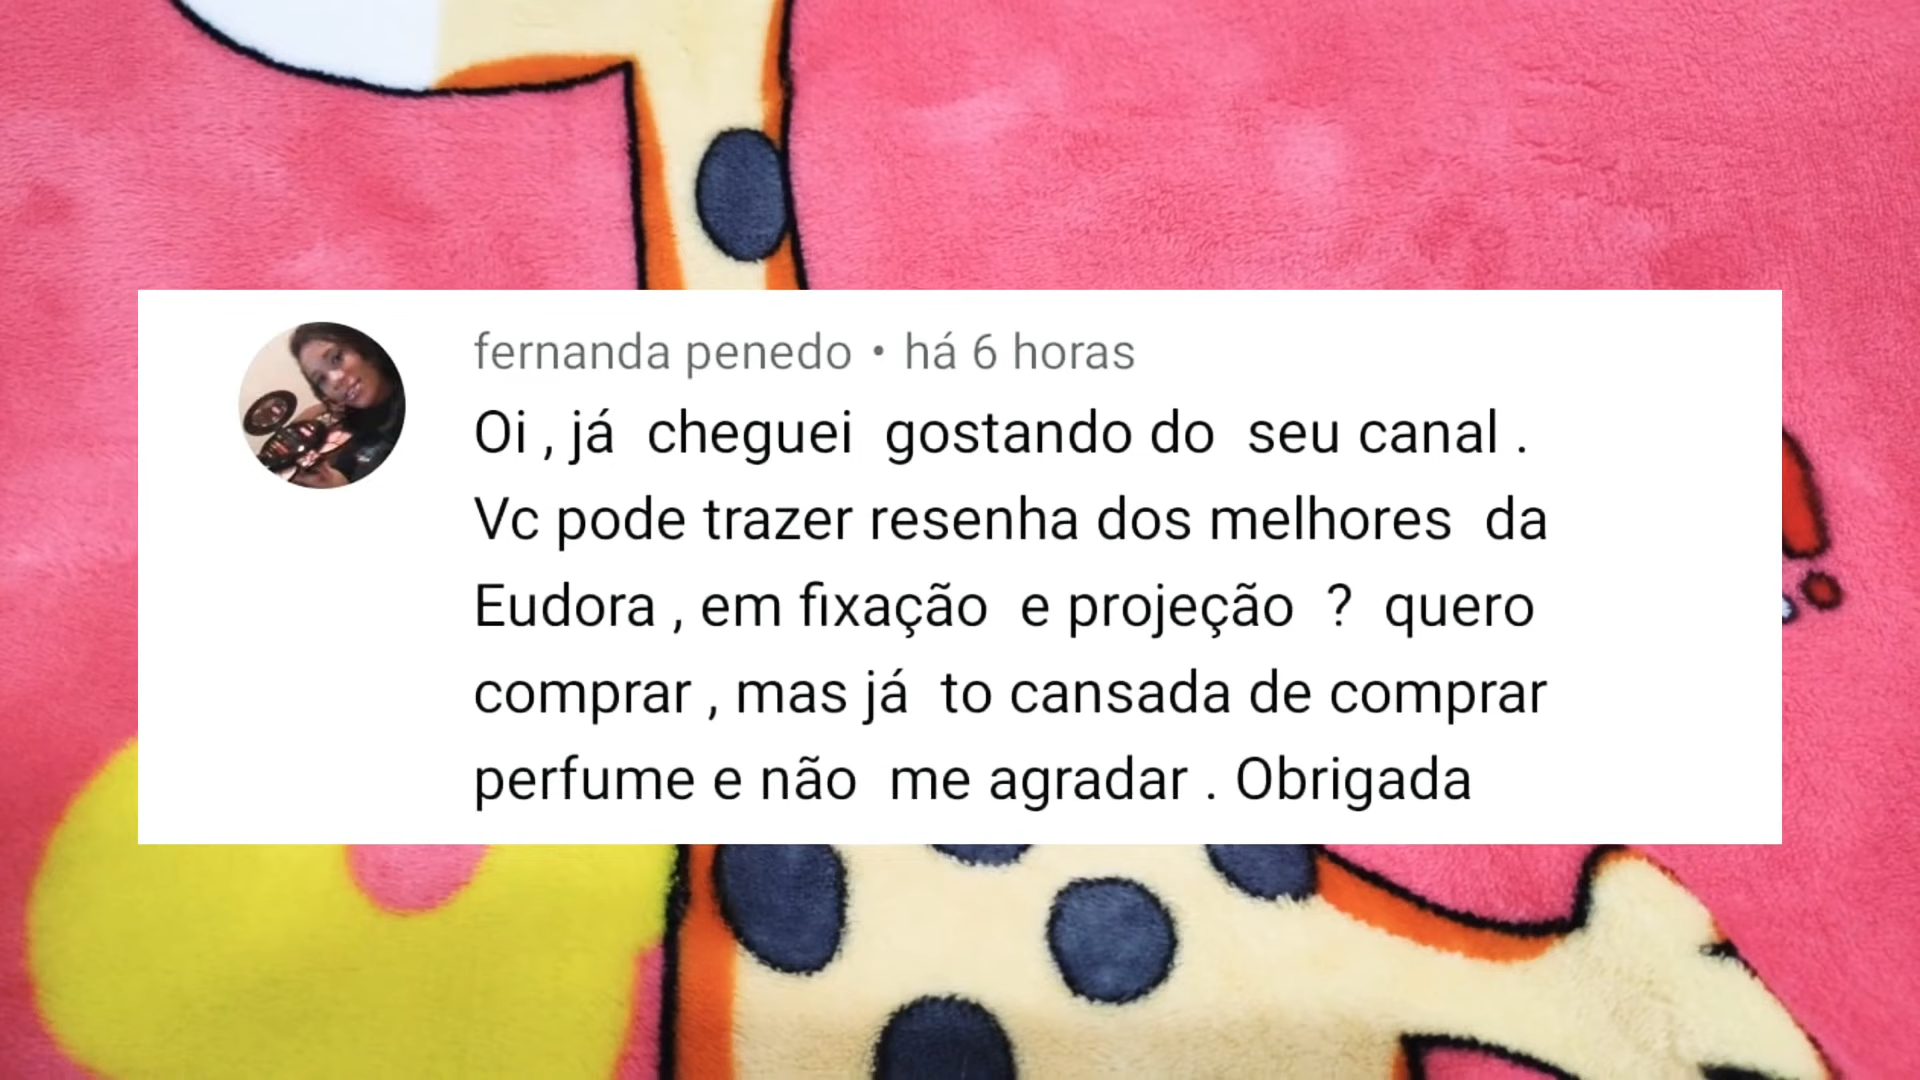 fernanda penedo • há 6 horas
Oi , já cheguei gostando do seu canal .
Vc pode trazer resenha dos melhores da
Eudora , em fixação e projeção ? quero
comprar , mas já to cansada de comprar
perfume e não me agradar . Obrigada